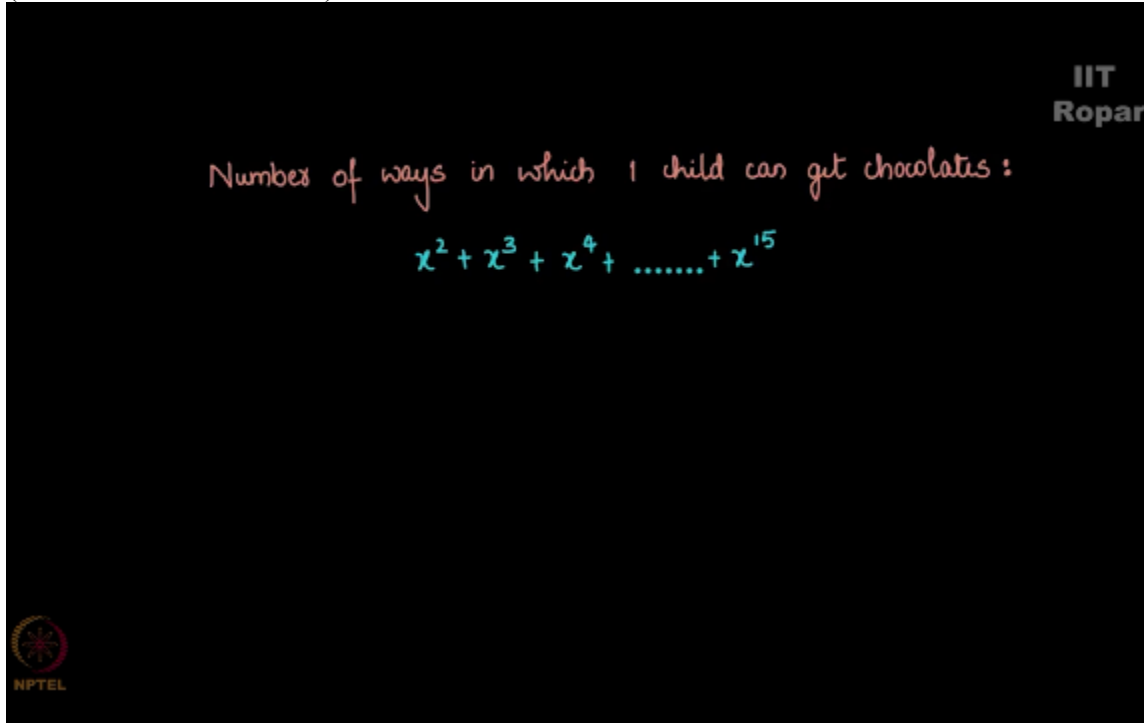 IIT
Ropar
Number of ways in which 1 child can get chocolates :
x² + x³ + x⁴ + ....... + x¹⁵
NPTEL